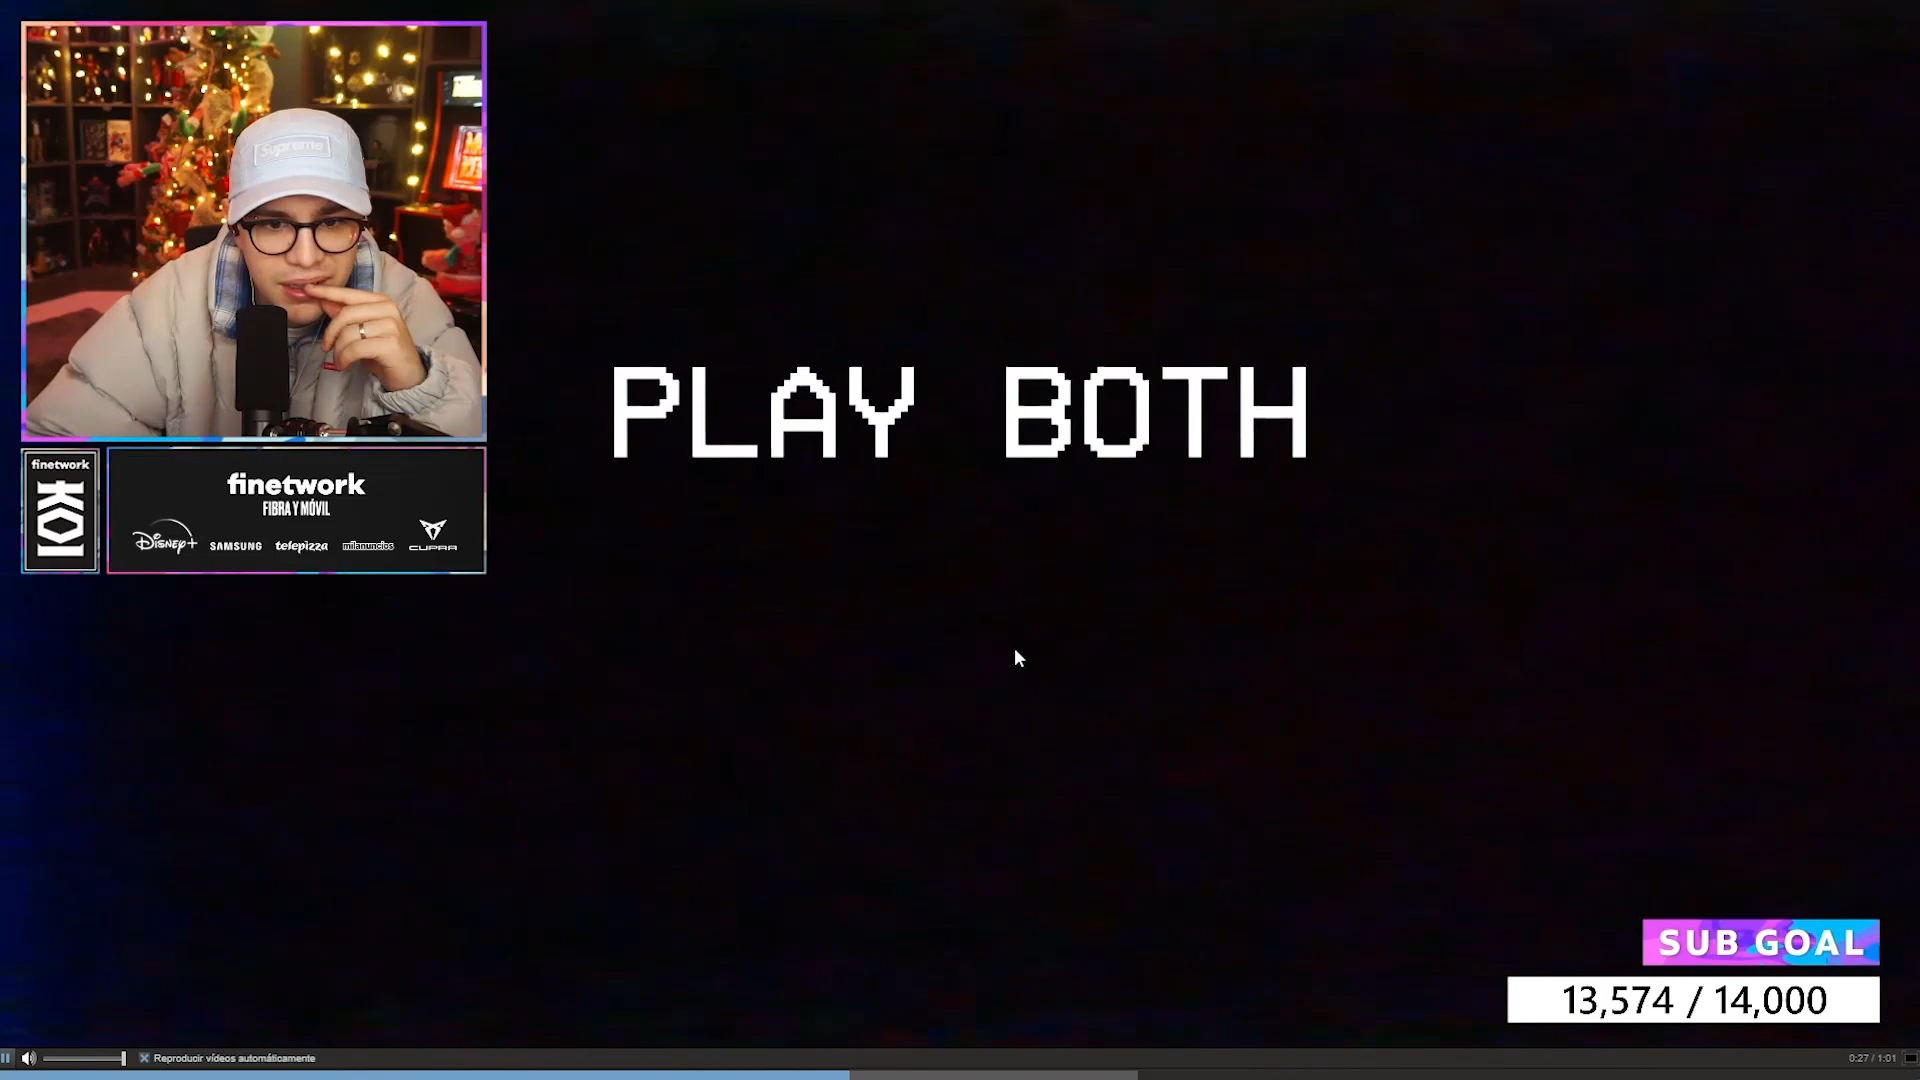 Supreme
PLAY BOTH
finetwork
KOI
finetwork
FIBRA Y MÓVIL
Disney+ SAMSUNG telepizza milanuncios CUPRA
SUB GOAL
13,574 / 14,000
Reproducir vídeos automáticamente
0:27 / 1:01